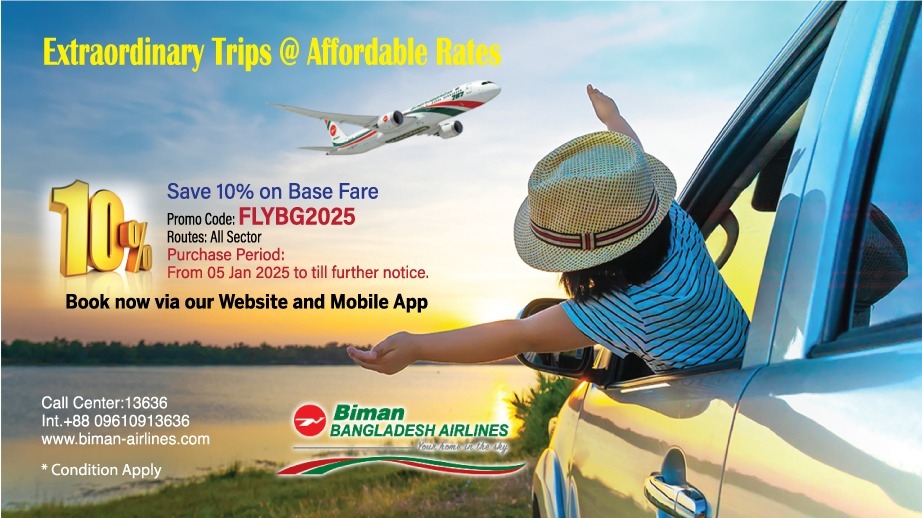 Extraordinary Trips @ Affordable Rates
787
10%
Save 10% on Base Fare
Promo Code: FLYBG2025
Routes: All Sector
Purchase Period:
From 05 Jan 2025 to till further notice.
Book now via our Website and Mobile App
Call Center:13636
Int.+88 09610913636
www.biman-airlines.com
* Condition Apply
Biman
BANGLADESH AIRLINES
Your home in the sky